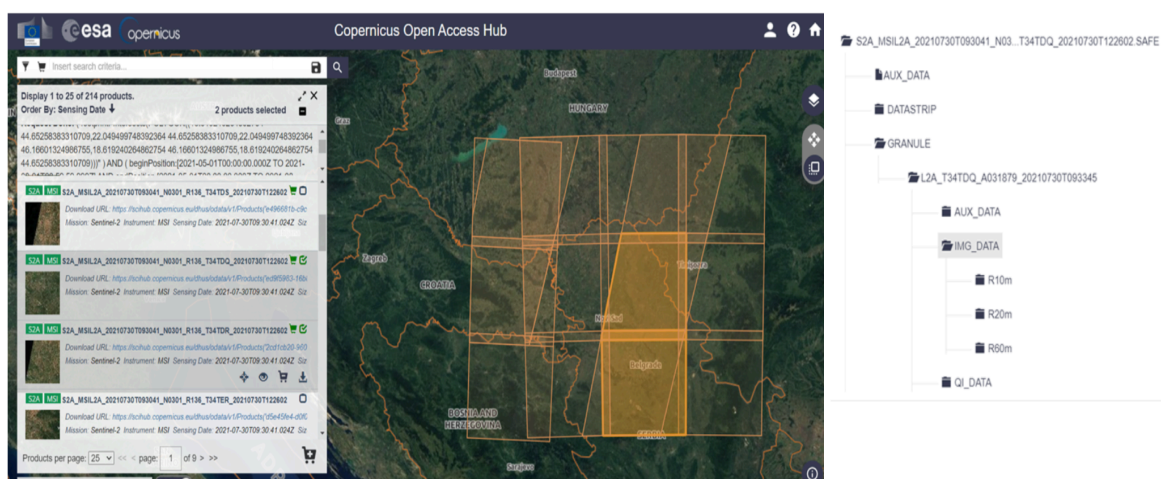 esa
opernicus
Copernicus Open Access Hub
Insert search criteria...
Display 1 to 25 of 214 products.
Order By: Sensing Date
2 products selected
44.65258383310709,22.049499748392364 44.65258383310709,22.049499748392364
46.16601324986755,18.619240264862754 46.16601324986755,18.619240264862754
44.65258383310709)))" ) AND ( beginPosition:[2021-05-01T00:00:00.000Z TO 2021-
S2A MSI S2A_MSIL2A_20210730T093041_N0301_R136_T34TDS_20210730T122602
Download URL: https://scihub.copernicus.eu/dhus/odata/v1/Products('e496681b-c9c
Mission: Sentinel-2 Instrument: MSI Sensing Date: 2021-07-30T09:30:41.024Z Siz
S2A MSI S2A_MSIL2A_20210730T093041_N0301_R136_T34TDQ_20210730T122602
Download URL: https://scihub.copernicus.eu/dhus/odata/v1/Products(
Mission: Sentinel-2 Instrument: MSI Sensing Date: 2021-07-30T09:30:41.024Z Siz
S2A MSI S2A_MSIL2A_20210730T093041_N0301_R136_T34TDR_20210730T122602
Download URL: https://scihub.copernicus.eu/dhus/odata/v1/Products(
Mission: Sentinel-2 Instrument: MSI Sensing Date: 2021-07-30T09:30:41.024Z Siz
S2A MSI S2A_MSIL2A_20210730T093041_N0301_R136_T34TER_20210730T122602
Download URL: https://scihub.copernicus.eu/dhus/odata/v1/Products(
Mission: Sentinel-2 Instrument: MSI Sensing Date: 2021-07-30T09:30:41.024Z Siz
Products per page: 25 << < page: 1 of 9 > >>
Budapest
HUNGARY
Graz
Zagreb
CROATIA
Timișoara
Novi Sad
Belgrade
BOSNIA AND
HERZEGOVINA
SERBIA
Sarajevo
S2A_MSIL2A_20210730T093041_N03...T34TDQ_20210730T122602.SAFE
AUX_DATA
DATASTRIP
GRANULE
L2A_T34TDQ_A031879_20210730T093345
AUX_DATA
IMG_DATA
R10m
R20m
R60m
QI_DATA